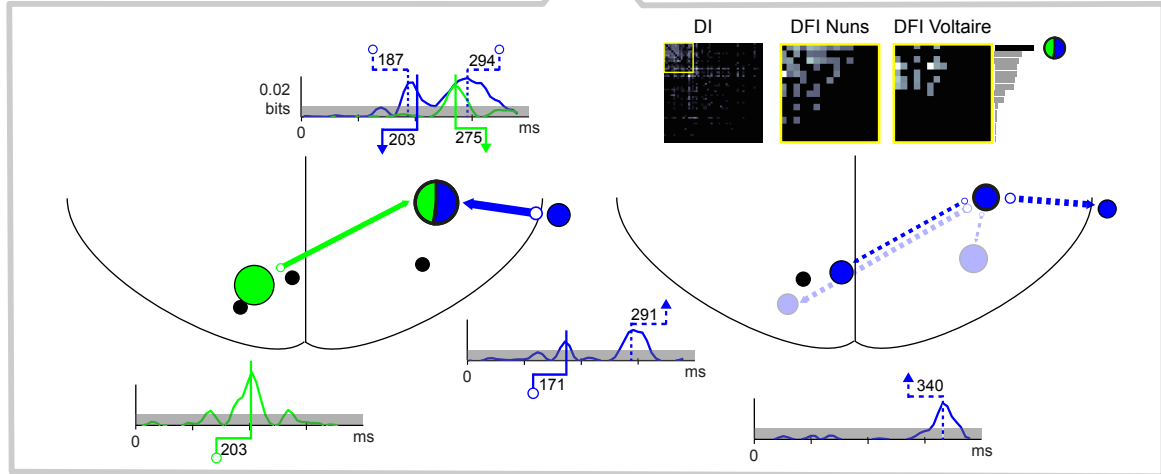 DI DFI Nuns DFI Voltaire
187 294
0.02
bits
0 ms
203 275
291
0 ms
171
340
0 ms
203
0 ms